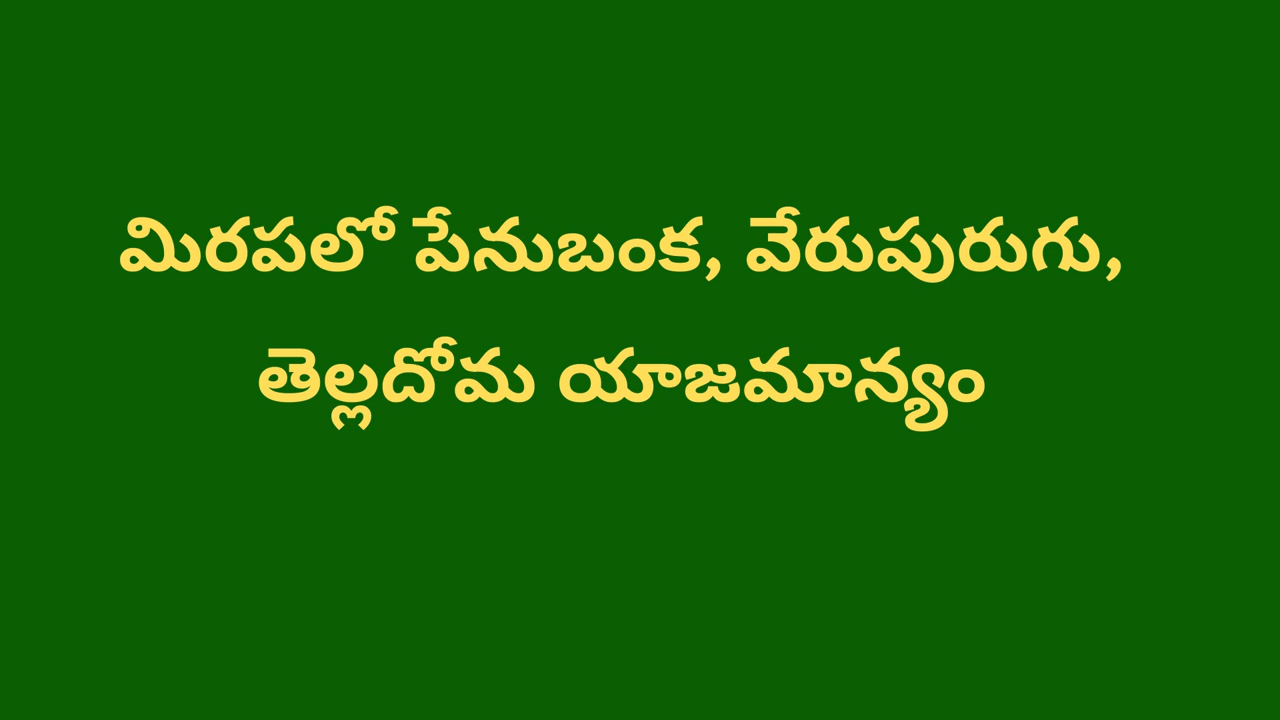 మిరపలో పేనుబంక, వేరుపురుగు,
తెల్లదోమ యాజమాన్యం